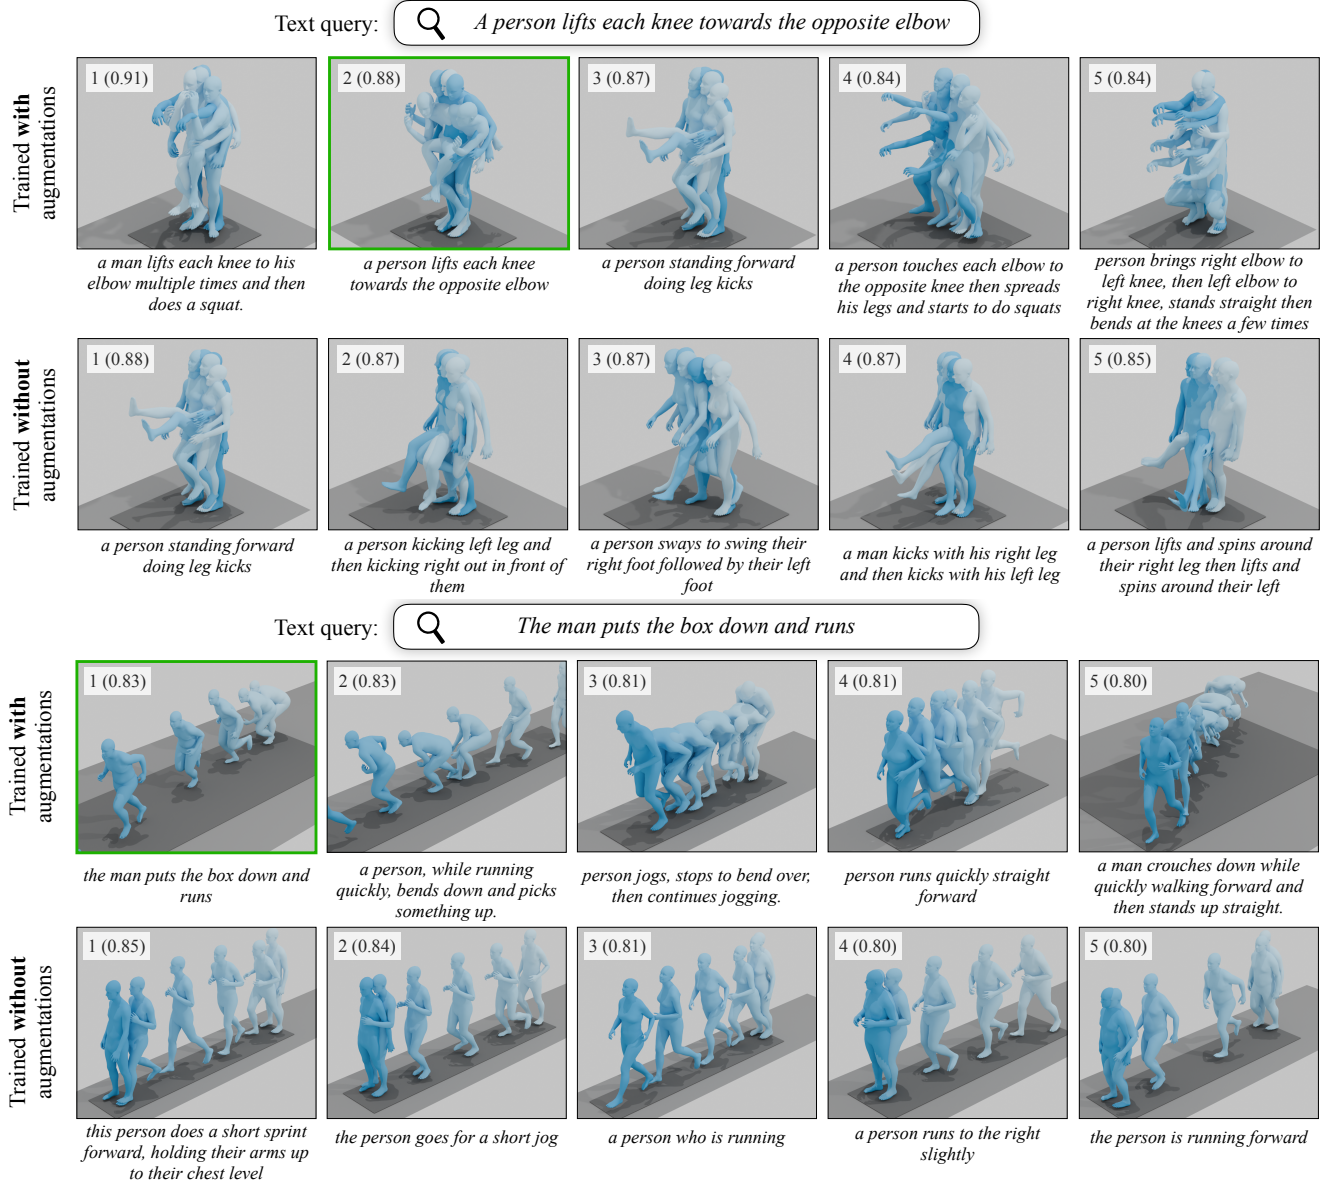 Text query: A person lifts each knee towards the opposite elbow
Trained with
augmentations
1 (0.91)
2 (0.88)
3 (0.87)
4 (0.84)
5 (0.84)
a man lifts each knee to his
elbow multiple times and then
does a squat.
a person lifts each knee
towards the opposite elbow
a person standing forward
doing leg kicks
a person touches each elbow to
the opposite knee then spreads
his legs and starts to do squats
person brings right elbow to
left knee, then left elbow to
right knee, stands straight then
bends at the knees a few times
Trained without
augmentations
1 (0.88)
2 (0.87)
3 (0.87)
4 (0.87)
5 (0.85)
a person standing forward
doing leg kicks
a person kicking left leg and
then kicking right out in front of
them
a person sways to swing their
right foot followed by their left
foot
a man kicks with his right leg
and then kicks with his left leg
a person lifts and spins around
their right leg then lifts and
spins around their left
Text query: The man puts the box down and runs
Trained with
augmentations
1 (0.83)
2 (0.83)
3 (0.81)
4 (0.81)
5 (0.80)
the man puts the box down and
runs
a person, while running
quickly, bends down and picks
something up.
person jogs, stops to bend over,
then continues jogging.
person runs quickly straight
forward
a man crouches down while
quickly walking forward and
then stands up straight.
Trained without
augmentations
1 (0.85)
2 (0.84)
3 (0.81)
4 (0.80)
5 (0.80)
this person does a short sprint
forward, holding their arms up
to their chest level
the person goes for a short jog
a person who is running
a person runs to the right
slightly
the person is running forward